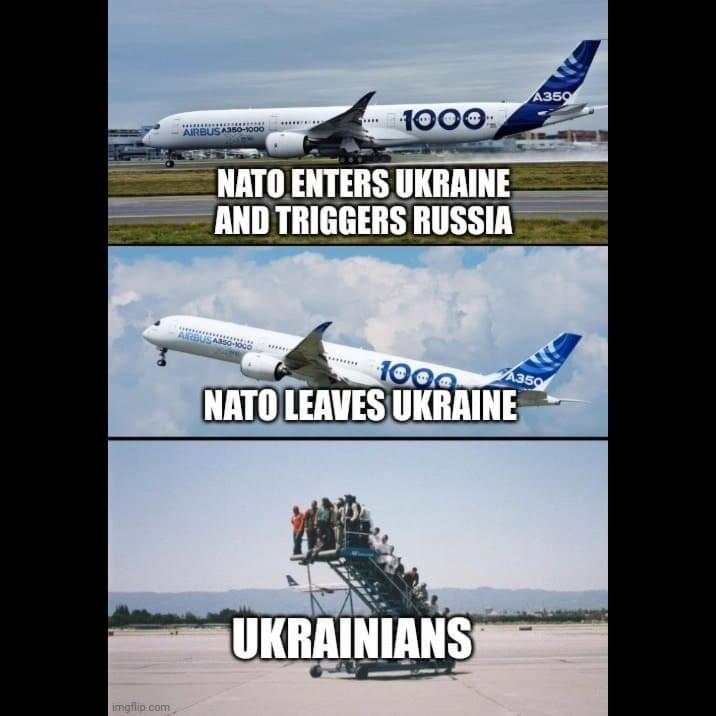 A350
AIRBUS A350-1000
1000
NATO ENTERS UKRAINE
AND TRIGGERS RUSSIA
AIRBUS A350-1000
1000
A350
NATO LEAVES UKRAINE
UKRAINIANS
imgflip.com